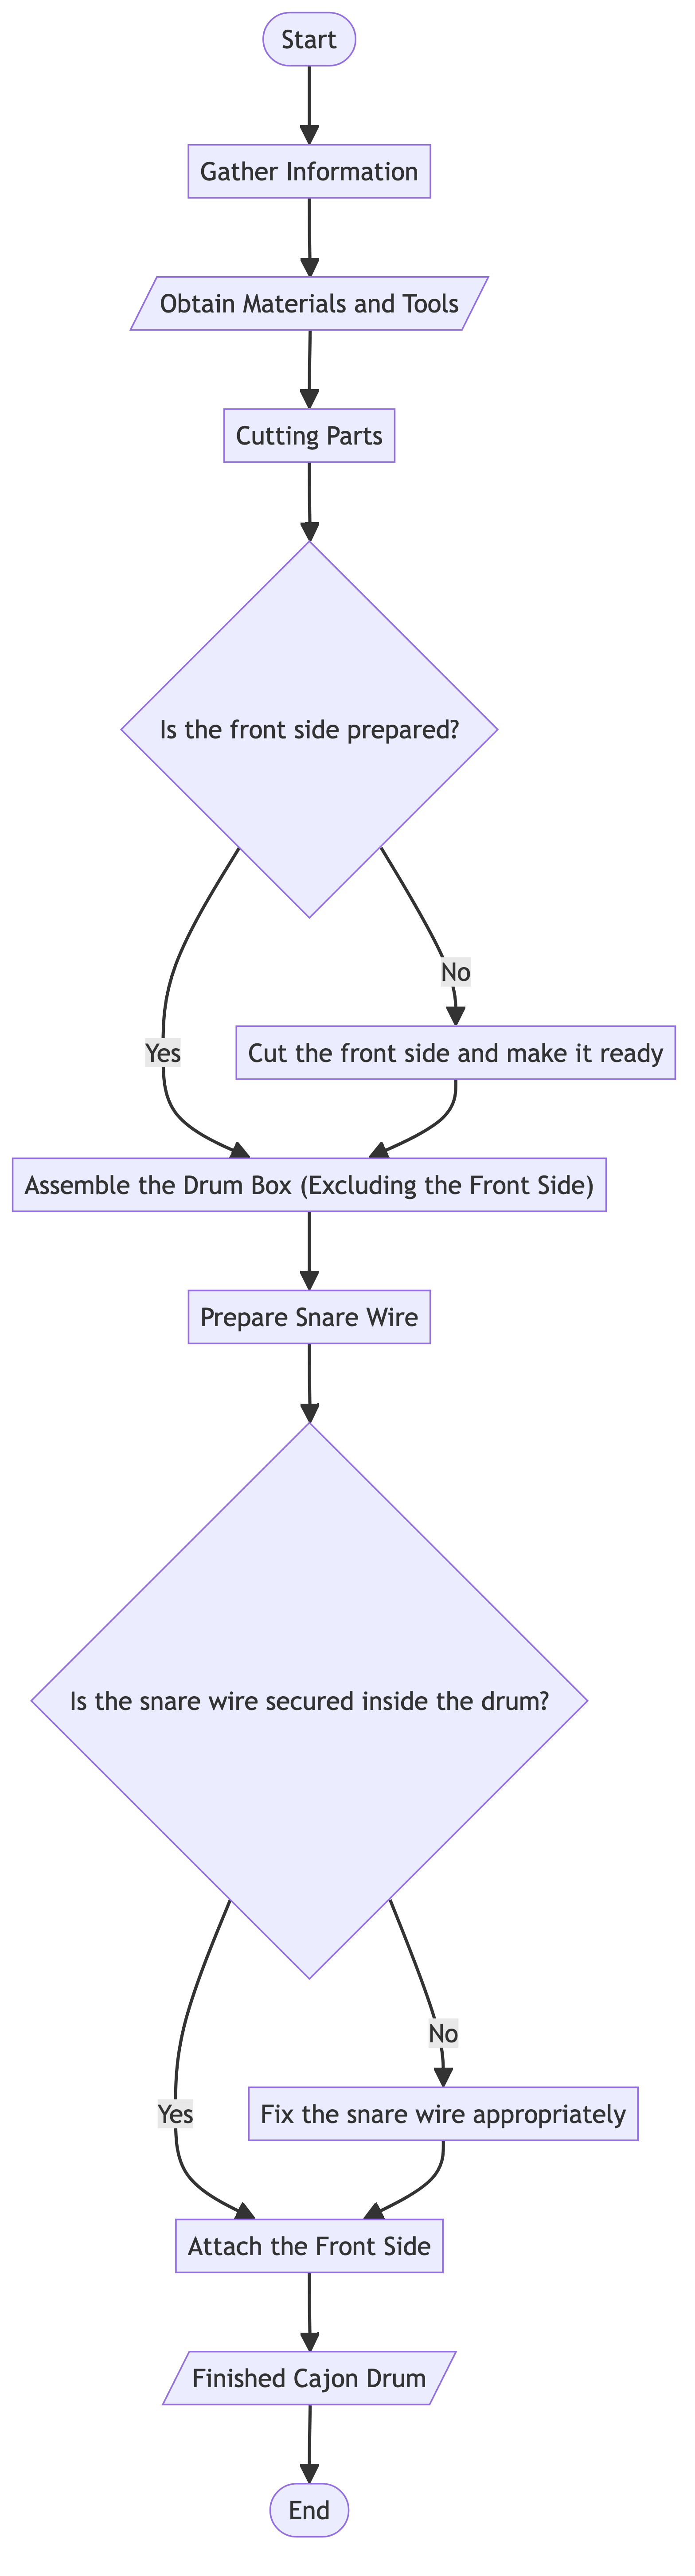 Start
Gather Information
Obtain Materials and Tools
Cutting Parts
Is the front side prepared?
No
Yes
Cut the front side and make it ready
Assemble the Drum Box (Excluding the Front Side)
Prepare Snare Wire
Is the snare wire secured inside the drum?
No
Yes
Fix the snare wire appropriately
Attach the Front Side
Finished Cajon Drum
End